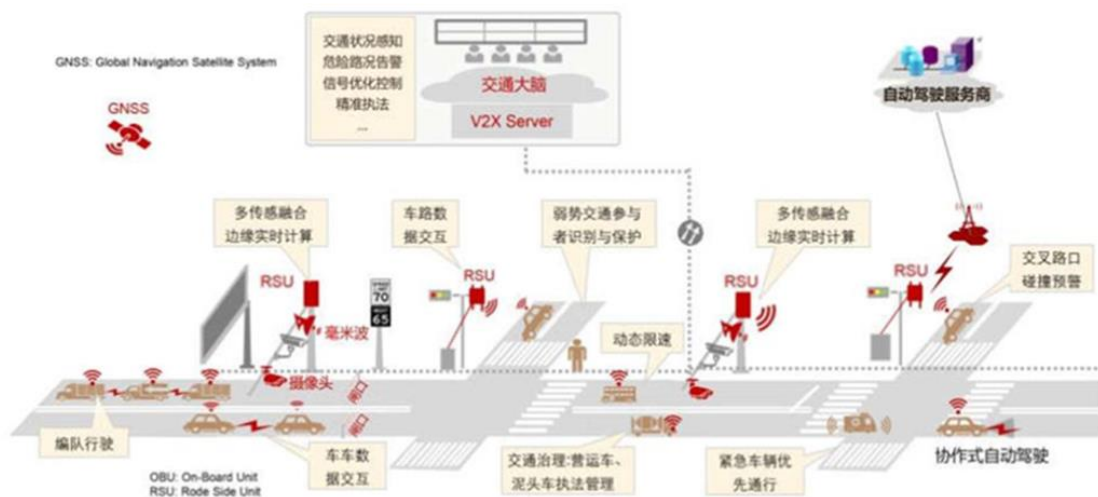 交通状况感知
危险路况告警
信号优化控制
精准执法
...
交通大脑
V2X Server
GNSS: Global Navigation Satellite System
GNSS
自动驾驶服务商
多传感融合
边缘实时计算
车路数
据交互
弱势交通参与
者识别与保护
多传感融合
边缘实时计算
交叉路口
碰撞预警
RSU
RSU
RSU
RSU
70
65
毫米波
摄像头
动态限速
编队行驶
车车数
据交互
交通治理:营运车、
泥头车执法管理
紧急车辆优
先通行
协作式自动驾驶
OBU: On-Board Unit
RSU: Rode Side Unit